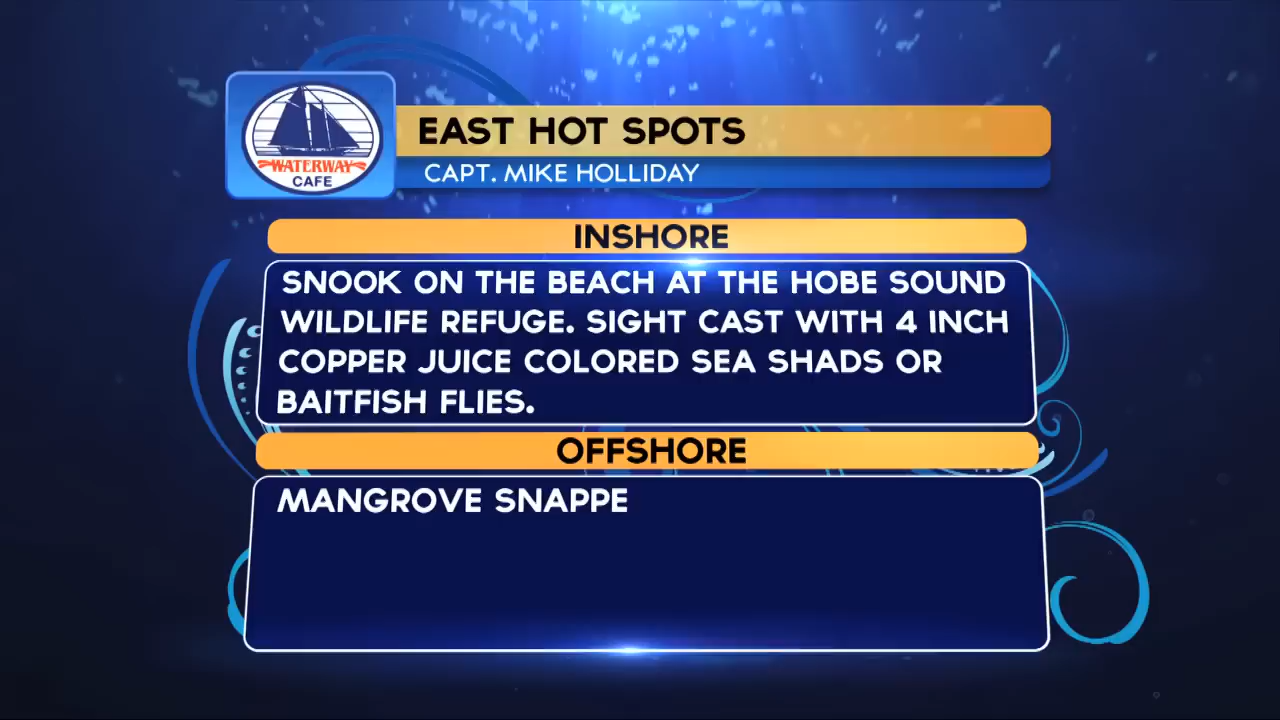 WATERWAY
CAFE
EAST HOT SPOTS
CAPT. MIKE HOLLIDAY
INSHORE
SNOOK ON THE BEACH AT THE HOBE SOUND
WILDLIFE REFUGE. SIGHT CAST WITH 4 INCH
COPPER JUICE COLORED SEA SHADS OR
BAITFISH FLIES.
OFFSHORE
MANGROVE SNAPPE